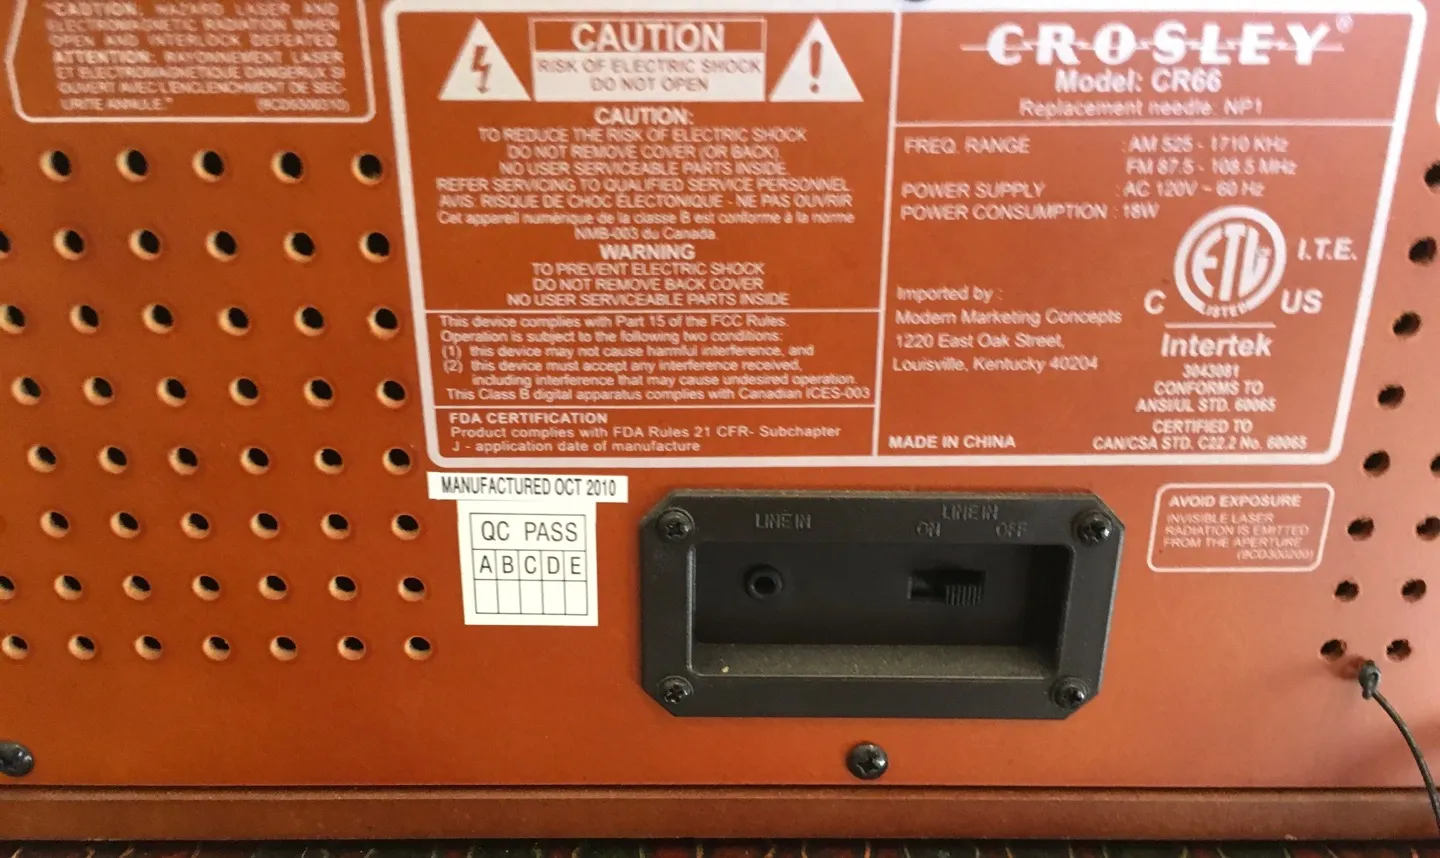 "CAUTION: HAZARD LASER AND
ELECTROMAGNETIC RADIATION WHEN
OPEN AND INTERLOCK DEFEATED
ATTENTION: RAYONNEMENT LASER
ET ELECTROMAGNETIQUE DANGERUX SI
OUVERT AVEC L'ENCLENCHMENT DE SEC-
URITE ANNULE."
CAUTION
RISK OF ELECTRIC SHOCK
DO NOT OPEN
CAUTION:
TO REDUCE THE RISK OF ELECTRIC SHOCK
DO NOT REMOVE COVER (OR BACK).
NO USER SERVICEABLE PARTS INSIDE.
REFER SERVICING TO QUALIFIED SERVICE PERSONNEL.
AVIS: RISQUE DE CHOC ÉLECTONIQUE - NE PAS OUVRIR
Cet appareil numérique de la classe B est conforme à la norme
NMB-003 du Canada.
WARNING
TO PREVENT ELECTRIC SHOCK
DO NOT REMOVE BACK COVER
NO USER SERVICEABLE PARTS INSIDE
This device complies with Part 15 of the FCC Rules.
Operation is subject to the following two conditions:
(1) this device may not cause harmful interference, and
(2) this device must accept any interference received,
including interference that may cause undesired operation.
This Class B digital apparatus complies with Canadian ICES-003
FDA CERTIFICATION
Product complies with FDA Rules 21 CFR- Subchapter
J - application date of manufacture
CROSLEY®
Model: CR66
Replacement needle. NP1
FREQ. RANGE : AM 525 - 1710 KHz
FM 87.5 - 108.5 MHz
POWER SUPPLY : AC 120V ~ 60 Hz
POWER CONSUMPTION : 18W
ETL
LISTED
I.T.E.
C US
Intertek
3043081
CONFORMS TO
ANSI/UL STD. 60065
CERTIFIED TO
CAN/CSA STD. C22.2 No. 60065
Imported by :
Modern Marketing Concepts
1220 East Oak Street,
Louisville, Kentucky 40204
MADE IN CHINA
MANUFACTURED OCT 2010
QC PASS
A B C D E
LINE IN
LINE IN
ON OFF
AVOID EXPOSURE
INVISIBLE LASER
RADIATION IS EMITTED
FROM THE APERTURE